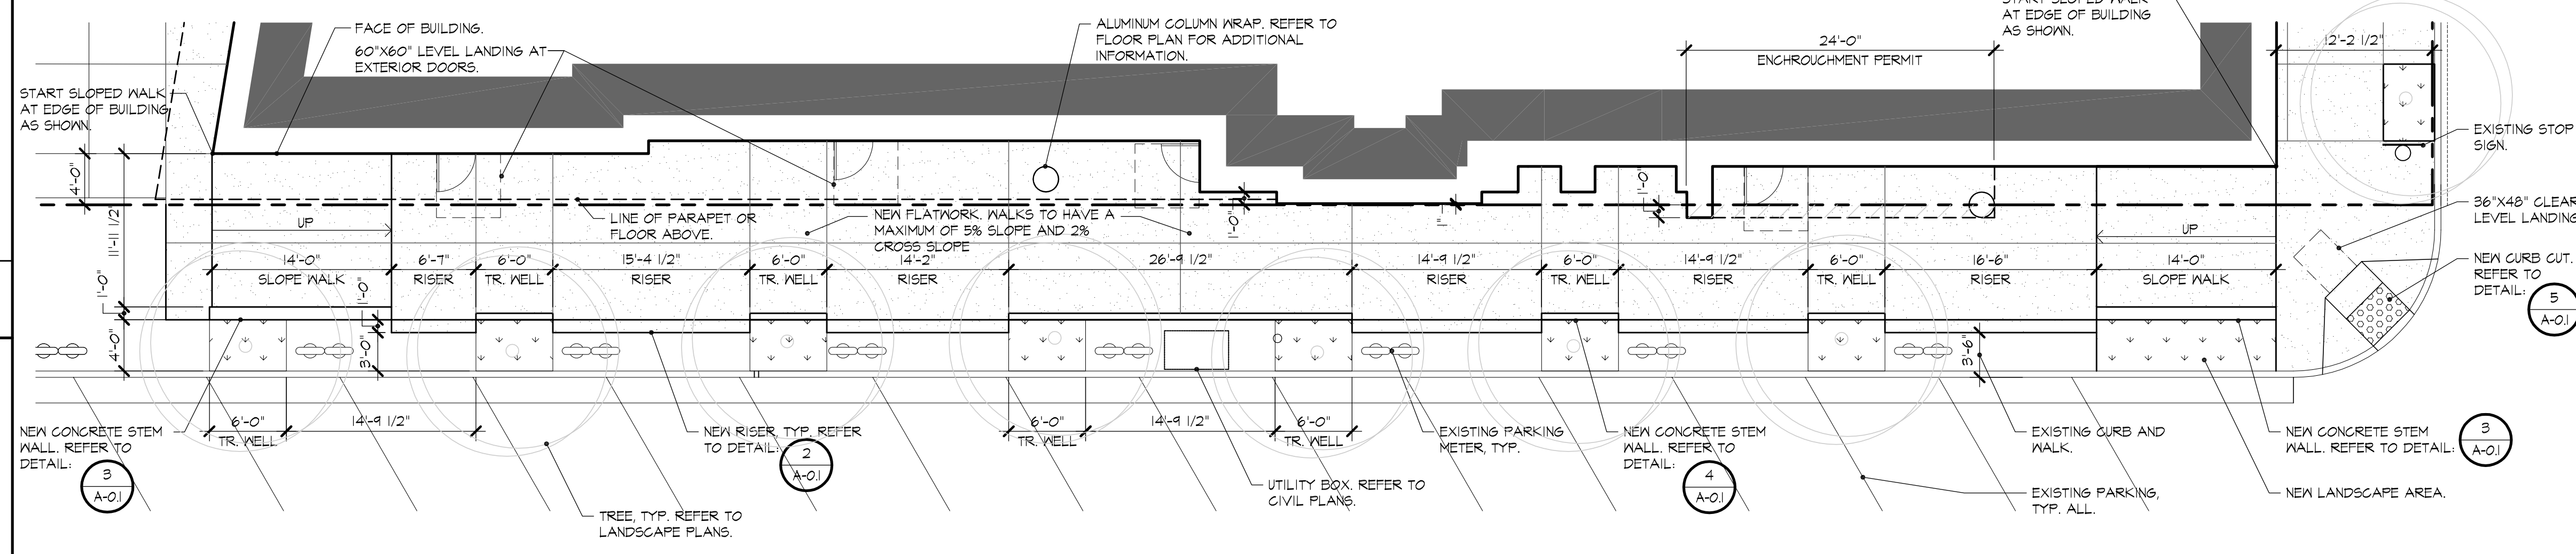 START SLOPED WALK
AT EDGE OF BUILDING
AS SHOWN.
FACE OF BUILDING.
60"X60" LEVEL LANDING AT
EXTERIOR DOORS.
ALUMINUM COLUMN WRAP. REFER TO
FLOOR PLAN FOR ADDITIONAL
INFORMATION.
24'-0"
ENCHROUCHMENT PERMIT
START SLOPED WALK
AT EDGE OF BUILDING
AS SHOWN.
12'-2 1/2"
EXISTING STOP
SIGN.
36"X48" CLEAR
LEVEL LANDING
NEW CURB CUT.
REFER TO
DETAIL:
5
A-0.1
4'-0"
11'-11 1/2"
1'-0"
4'-0"
UP
LINE OF PARAPET OR
FLOOR ABOVE.
NEW FLATWORK. WALKS TO HAVE A
MAXIMUM OF 5% SLOPE AND 2%
CROSS SLOPE
1'-0"
1"
1'-0"
UP
14'-0"
SLOPE WALK
1'-0"
3'-0"
6'-7"
RISER
6'-0"
TR. WELL
15'-4 1/2"
RISER
6'-0"
TR. WELL
14'-2"
RISER
26'-9 1/2"
14'-9 1/2"
RISER
6'-0"
TR. WELL
14'-9 1/2"
RISER
6'-0"
TR. WELL
16'-6"
RISER
14'-0"
SLOPE WALK
3'-6"
6'-0"
TR. WELL
14'-9 1/2"
6'-0"
TR. WELL
14'-9 1/2"
6'-0"
TR. WELL
NEW CONCRETE STEM
WALL. REFER TO
DETAIL:
3
A-0.1
NEW RISER, TYP. REFER
TO DETAIL:
2
A-0.1
TREE, TYP. REFER TO
LANDSCAPE PLANS.
UTILITY BOX. REFER TO
CIVIL PLANS.
EXISTING PARKING
METER, TYP.
NEW CONCRETE STEM
WALL. REFER TO
DETAIL:
4
A-0.1
EXISTING CURB AND
WALK.
EXISTING PARKING,
TYP. ALL.
NEW CONCRETE STEM
WALL. REFER TO DETAIL:
3
A-0.1
NEW LANDSCAPE AREA.